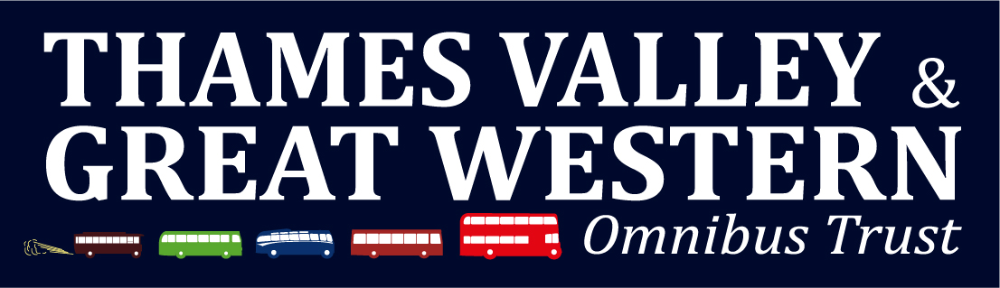 THAMES VALLEY &
GREAT WESTERN
Omnibus Trust